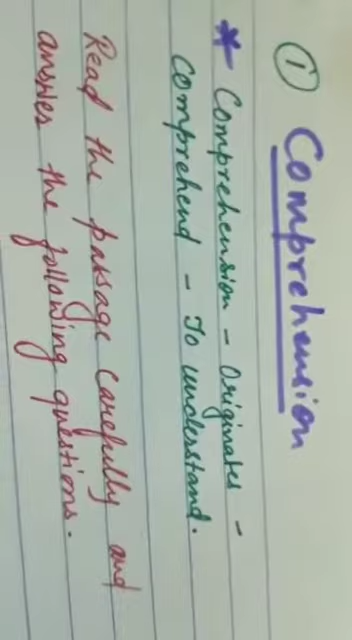 ① Comprehension
* Comprehension - Originates -
Comprehend - To understand.
Read the passage carefully and
answer the following questions.